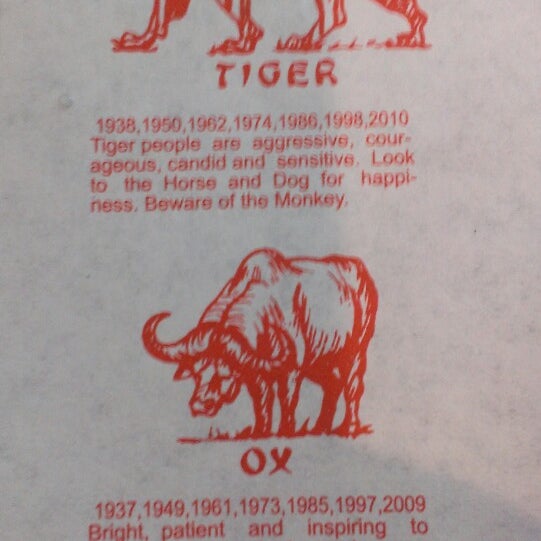 TIGER
1938,1950,1962,1974,1986,1998,2010
Tiger people are aggressive, cour-
ageous, candid and sensitive. Look
to the Horse and Dog for happi-
ness. Beware of the Monkey.
OX
1937,1949,1961,1973,1985,1997,2009
Bright, patient and inspiring to